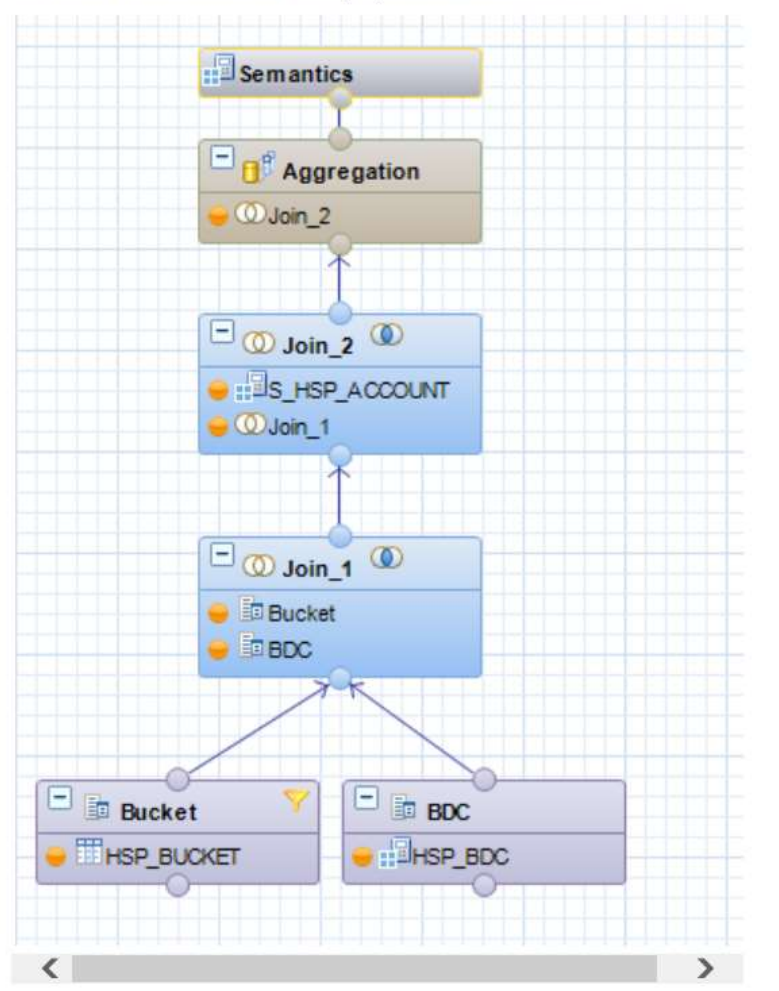 Semantics
Aggregation
Join_2
Join_2
S_HSP_ACCOUNT
Join_1
Join_1
Bucket
BDC
Bucket
HSP_BUCKET
BDC
HSP_BDC